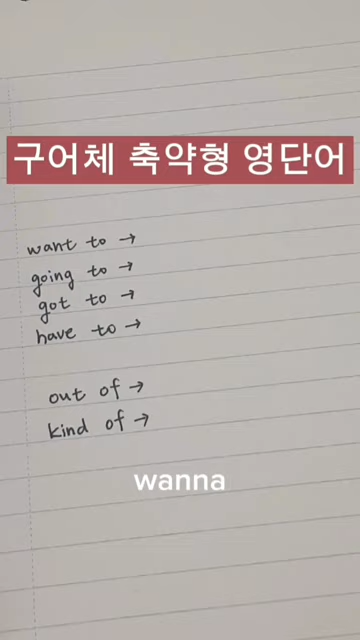 구어체 축약형 영단어
want to →
going to →
got to →
have to →
out of →
kind of →
wanna